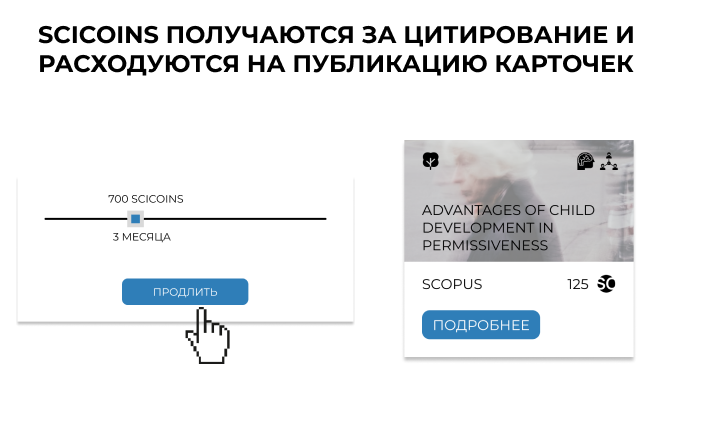 SCICOINS ПОЛУЧАЮТСЯ ЗА ЦИТИРОВАНИЕ И
РАСХОДУЮТСЯ НА ПУБЛИКАЦИЮ КАРТОЧЕК
700 SCICOINS
3 МЕСЯЦА
ПРОДЛИТЬ
ADVANTAGES OF CHILD
DEVELOPMENT IN
PERMISSIVENESS
SCOPUS 125 SC
ПОДРОБНЕЕ